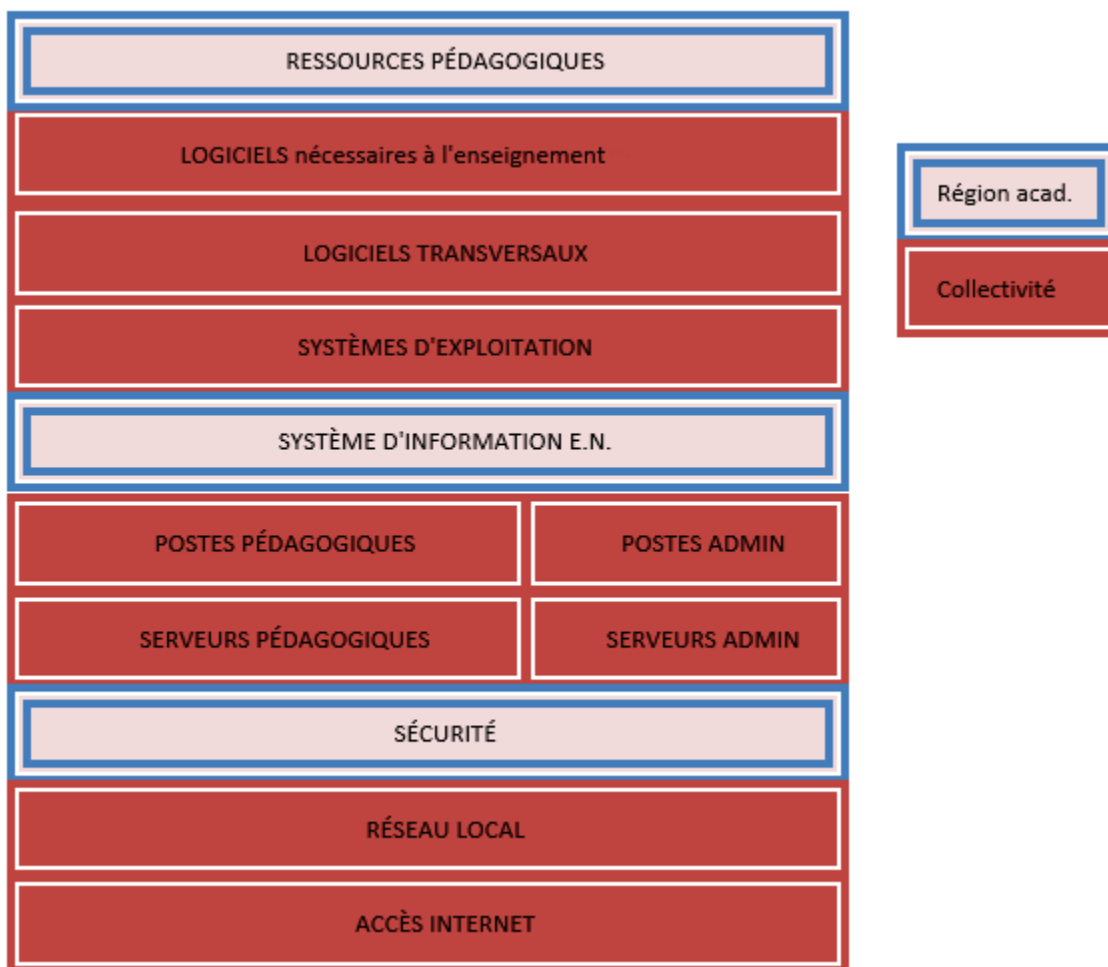 RESSOURCES PÉDAGOGIQUES
LOGICIELS nécessaires à l'enseignement
LOGICIELS TRANSVERSAUX
SYSTÈMES D'EXPLOITATION
SYSTÈME D'INFORMATION E.N.
POSTES PÉDAGOGIQUES
POSTES ADMIN
SERVEURS PÉDAGOGIQUES
SERVEURS ADMIN
SÉCURITÉ
RÉSEAU LOCAL
ACCÈS INTERNET
Région acad.
Collectivité